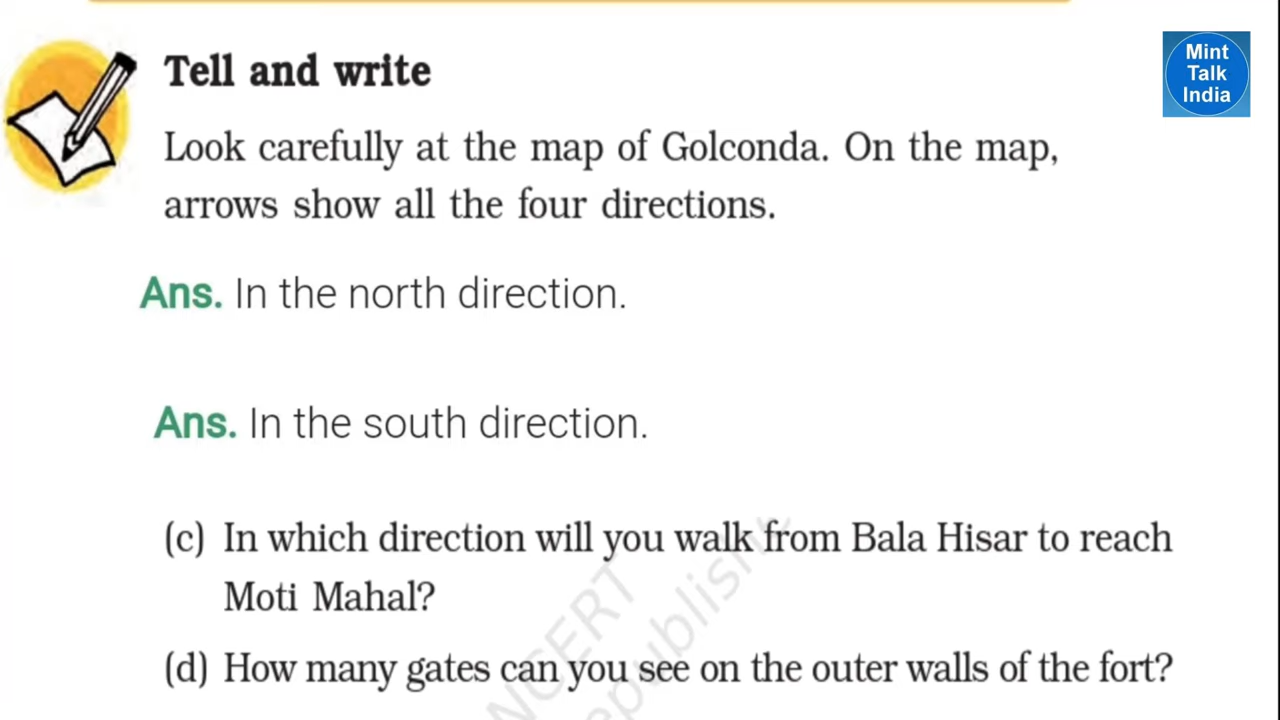 Tell and write
Mint
Talk
India
Look carefully at the map of Golconda. On the map,
arrows show all the four directions.
Ans. In the north direction.
Ans. In the south direction.
(c) In which direction will you walk from Bala Hisar to reach
Moti Mahal?
(d) How many gates can you see on the outer walls of the fort?
NCERT
republishe